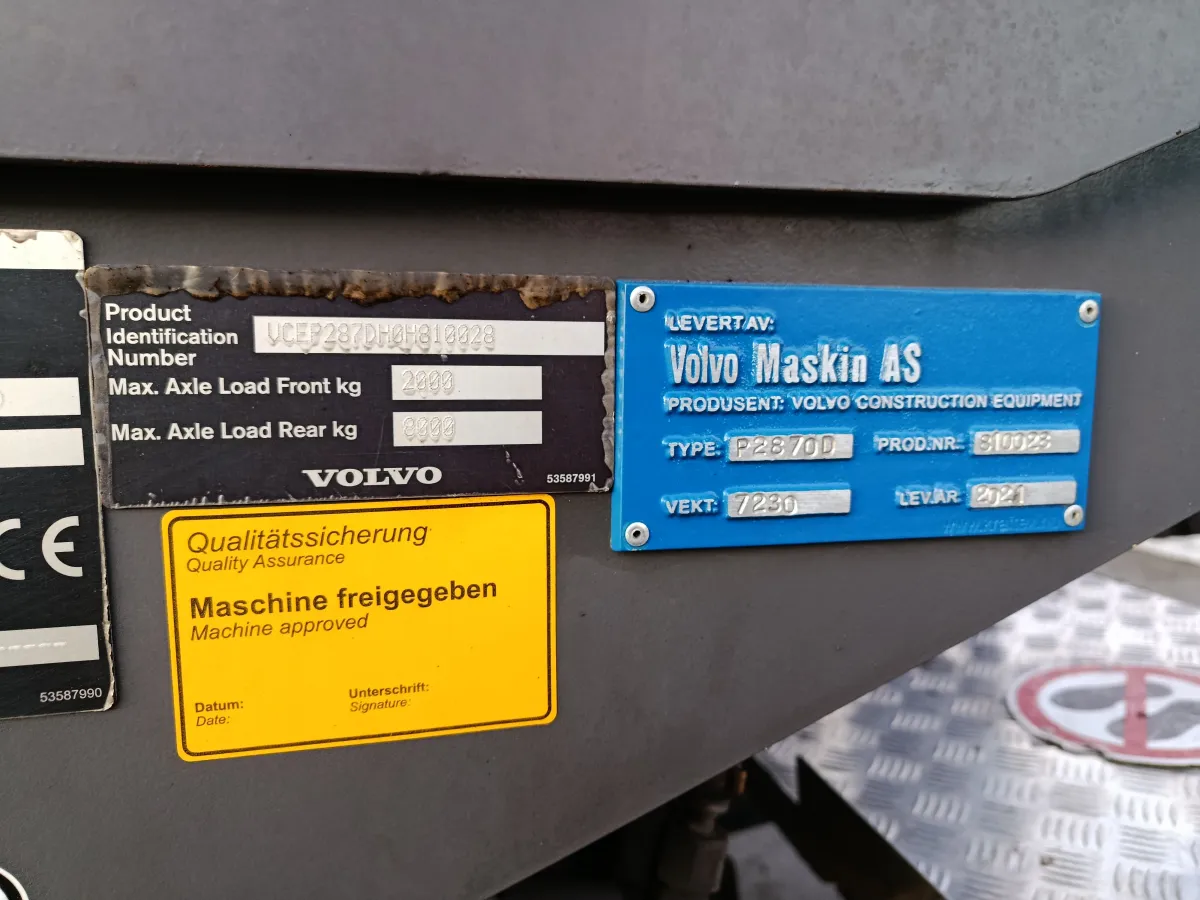 Product
Identification
Number
VCEP287DH0H810028
Max. Axle Load Front kg
2000
Max. Axle Load Rear kg
8000
VOLVO
53587991
CE
53587990
Qualitätssicherung
Quality Assurance
Maschine freigegeben
Machine approved
Datum:
Date:
Unterschrift:
Signature:
LEVERT AV:
Volvo Maskin AS
PRODUSENT: VOLVO CONSTRUCTION EQUIPMENT
TYPE: P2870D PROD.NR.: 810028
VEKT: 7230 LEV.ÅR: 2021